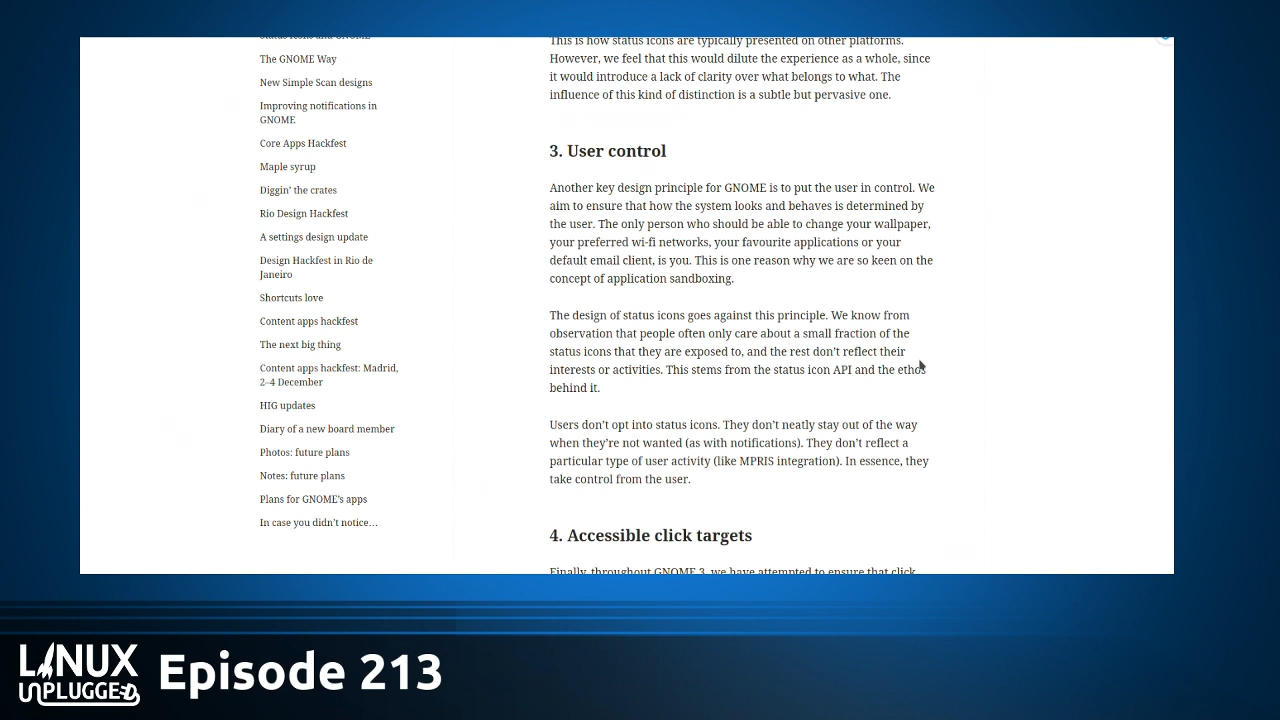 Status Icons and GNOME
The GNOME Way
New Simple Scan designs
Improving notifications in
GNOME
Core Apps Hackfest
Maple syrup
Diggin’ the crates
Rio Design Hackfest
A settings design update
Design Hackfest in Rio de
Janeiro
Shortcuts love
Content apps hackfest
The next big thing
Content apps hackfest: Madrid,
2–4 December
HIG updates
Diary of a new board member
Photos: future plans
Notes: future plans
Plans for GNOME’s apps
In case you didn’t notice…
This is how status icons are typically presented on other platforms.
However, we feel that this would dilute the experience as a whole, since
it would introduce a lack of clarity over what belongs to what. The
influence of this kind of distinction is a subtle but pervasive one.
3. User control
Another key design principle for GNOME is to put the user in control. We
aim to ensure that how the system looks and behaves is determined by
the user. The only person who should be able to change your wallpaper,
your preferred wi-fi networks, your favourite applications or your
default email client, is you. This is one reason why we are so keen on the
concept of application sandboxing.
The design of status icons goes against this principle. We know from
observation that people often only care about a small fraction of the
status icons that they are exposed to, and the rest don’t reflect their
interests or activities. This stems from the status icon API and the ethos
behind it.
Users don’t opt into status icons. They don’t neatly stay out of the way
when they’re not wanted (as with notifications). They don’t reflect a
particular type of user activity (like MPRIS integration). In essence, they
take control from the user.
4. Accessible click targets
Finally, throughout GNOME 3, we have attempted to ensure that click
LINUX
UNPLUGGED
Episode 213